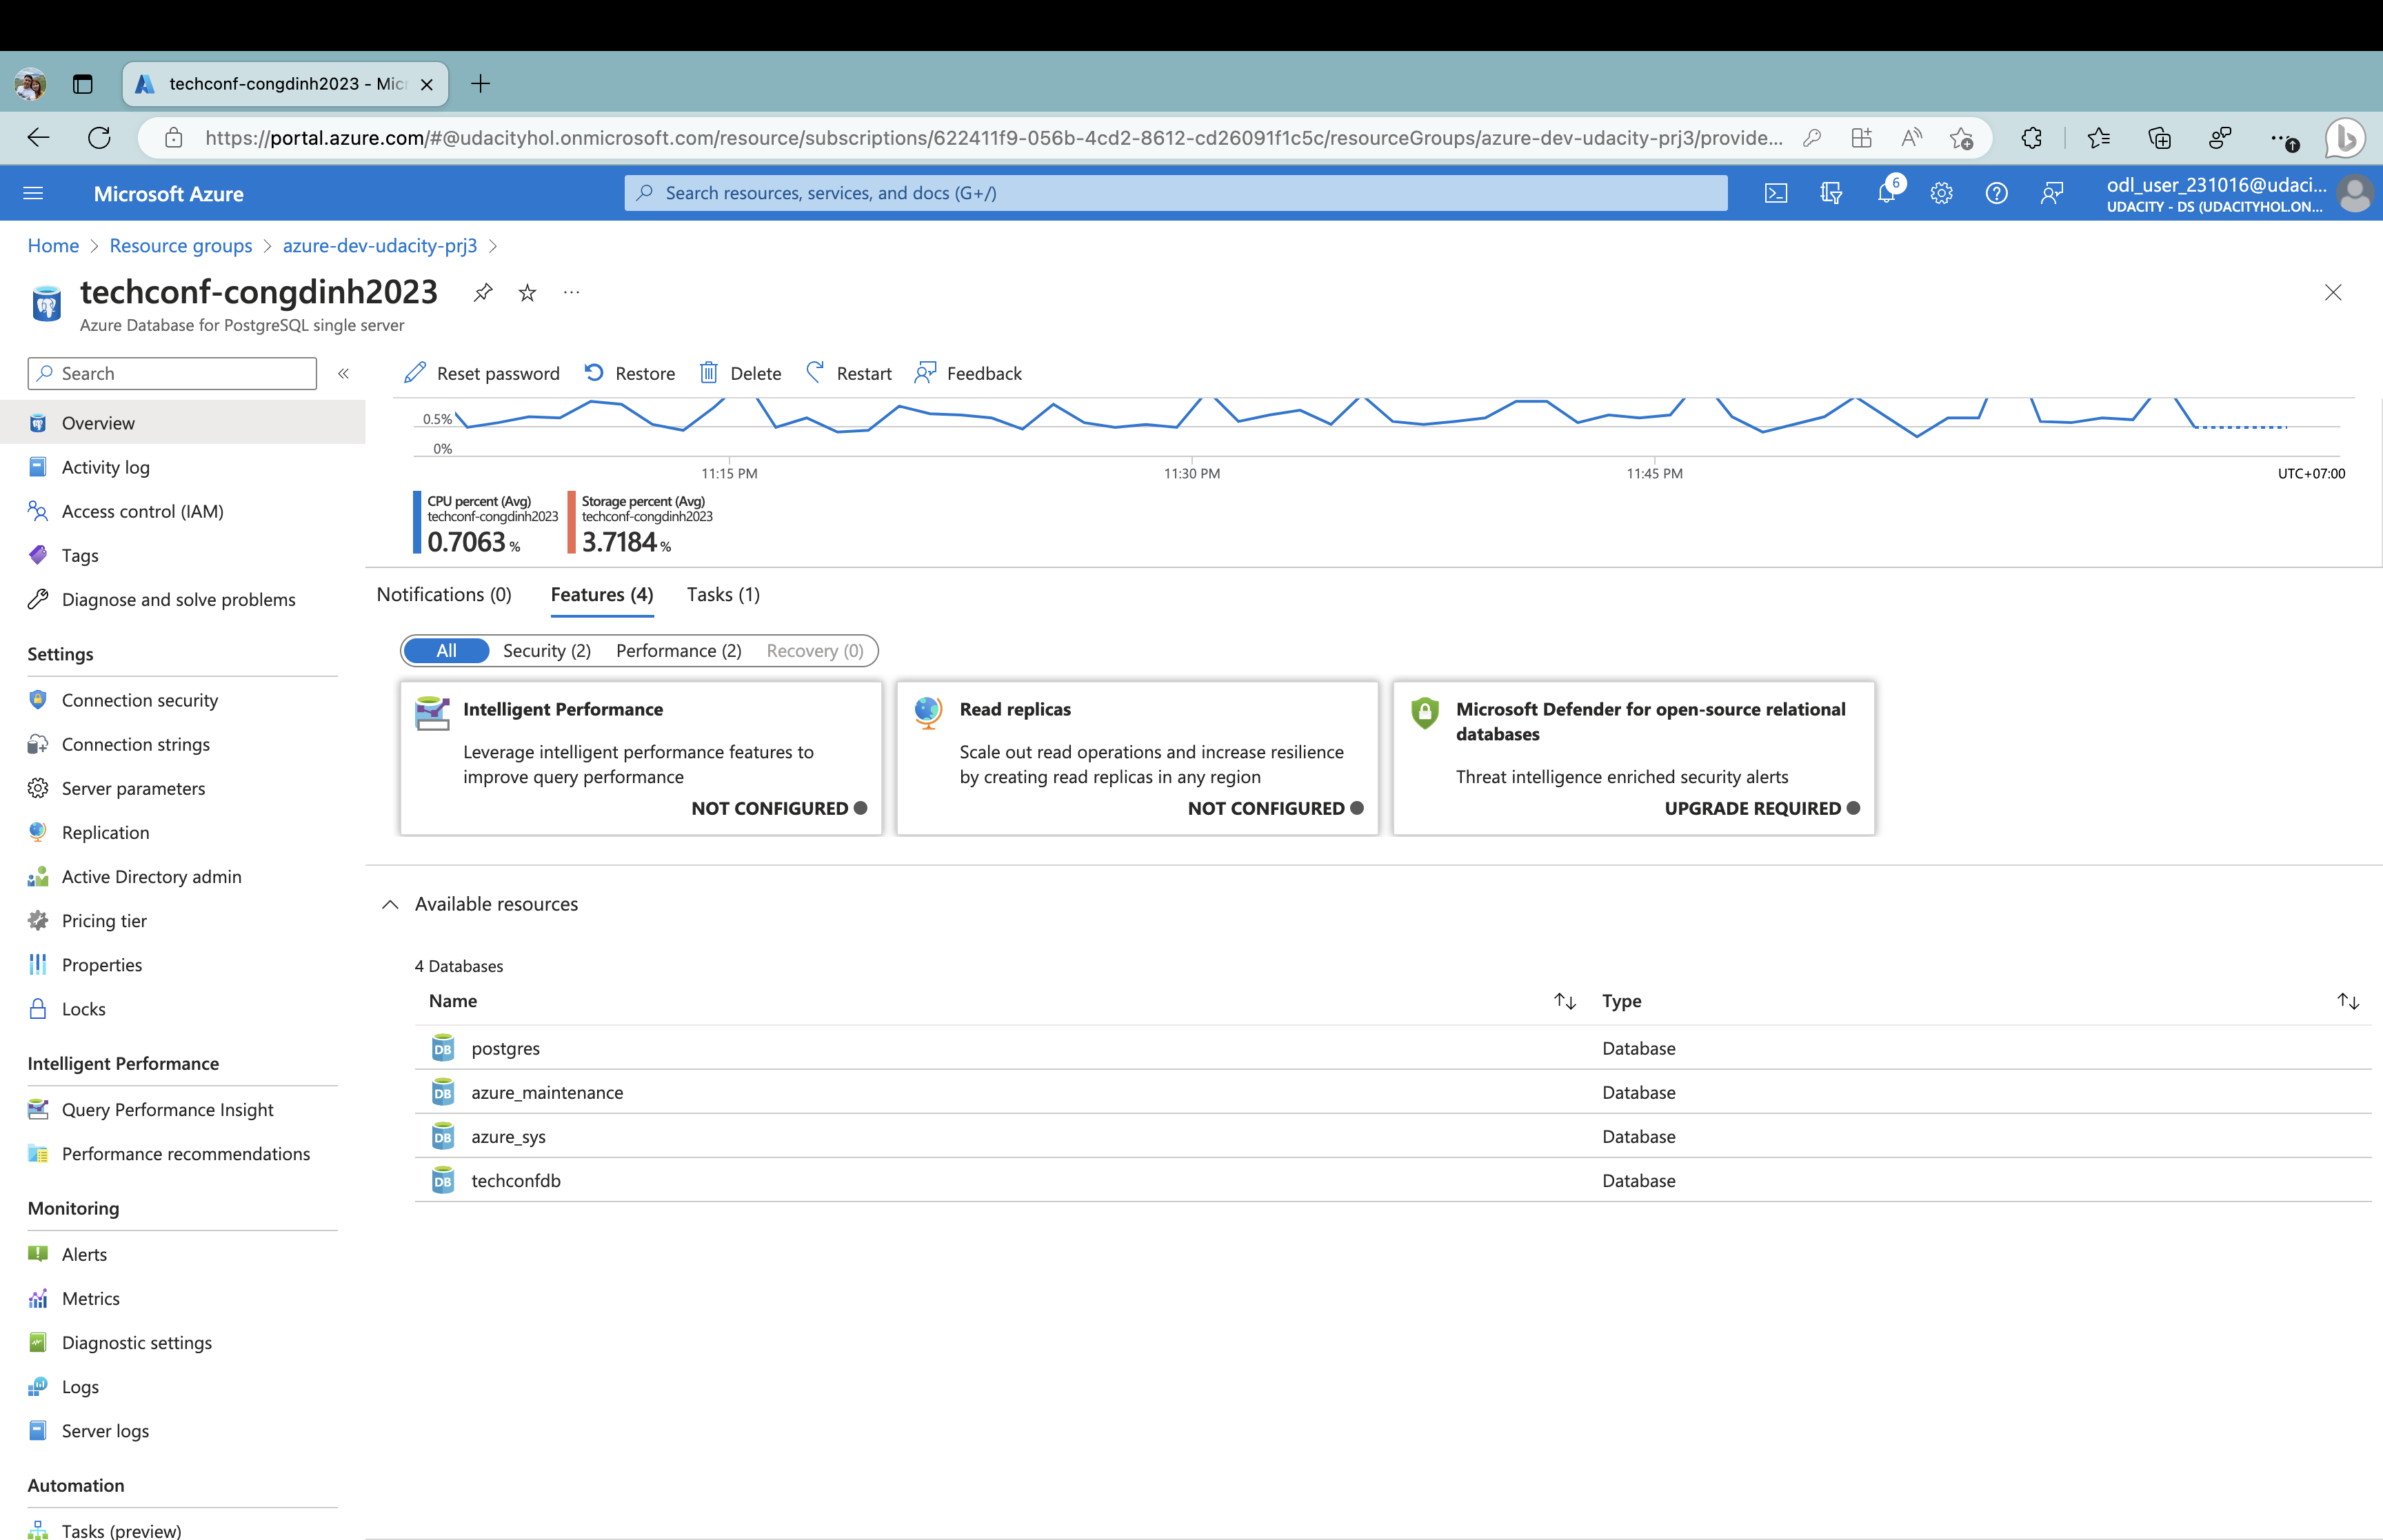 techconf-congdinh2023 - Mic
https://portal.azure.com/#@udacityhol.onmicrosoft.com/resource/subscriptions/622411f9-056b-4cd2-8612-cd26091f1c5c/resourceGroups/azure-dev-udacity-prj3/provide...
Microsoft Azure
Search resources, services, and docs (G+/)
6
odl_user_231016@udaci...
UDACITY - DS (UDACITYHOL.ON...
Home > Resource groups > azure-dev-udacity-prj3 >
techconf-congdinh2023
Azure Database for PostgreSQL single server
Search
Reset password
Restore
Delete
Restart
Feedback
Overview
Activity log
Access control (IAM)
Tags
Diagnose and solve problems
Settings
Connection security
Connection strings
Server parameters
Replication
Active Directory admin
Pricing tier
Properties
Locks
Intelligent Performance
Query Performance Insight
Performance recommendations
Monitoring
Alerts
Metrics
Diagnostic settings
Logs
Server logs
Automation
Tasks (preview)
0.5%
0%
11:15 PM
11:30 PM
11:45 PM
UTC+07:00
CPU percent (Avg)
techconf-congdinh2023
0.7063 %
Storage percent (Avg)
techconf-congdinh2023
3.7184 %
Notifications (0)
Features (4)
Tasks (1)
All
Security (2)
Performance (2)
Recovery (0)
Intelligent Performance
Leverage intelligent performance features to
improve query performance
NOT CONFIGURED
Read replicas
Scale out read operations and increase resilience
by creating read replicas in any region
NOT CONFIGURED
Microsoft Defender for open-source relational
databases
Threat intelligence enriched security alerts
UPGRADE REQUIRED
Available resources
4 Databases
Name
Type
DB postgres
Database
DB azure_maintenance
Database
DB azure_sys
Database
DB techconfdb
Database